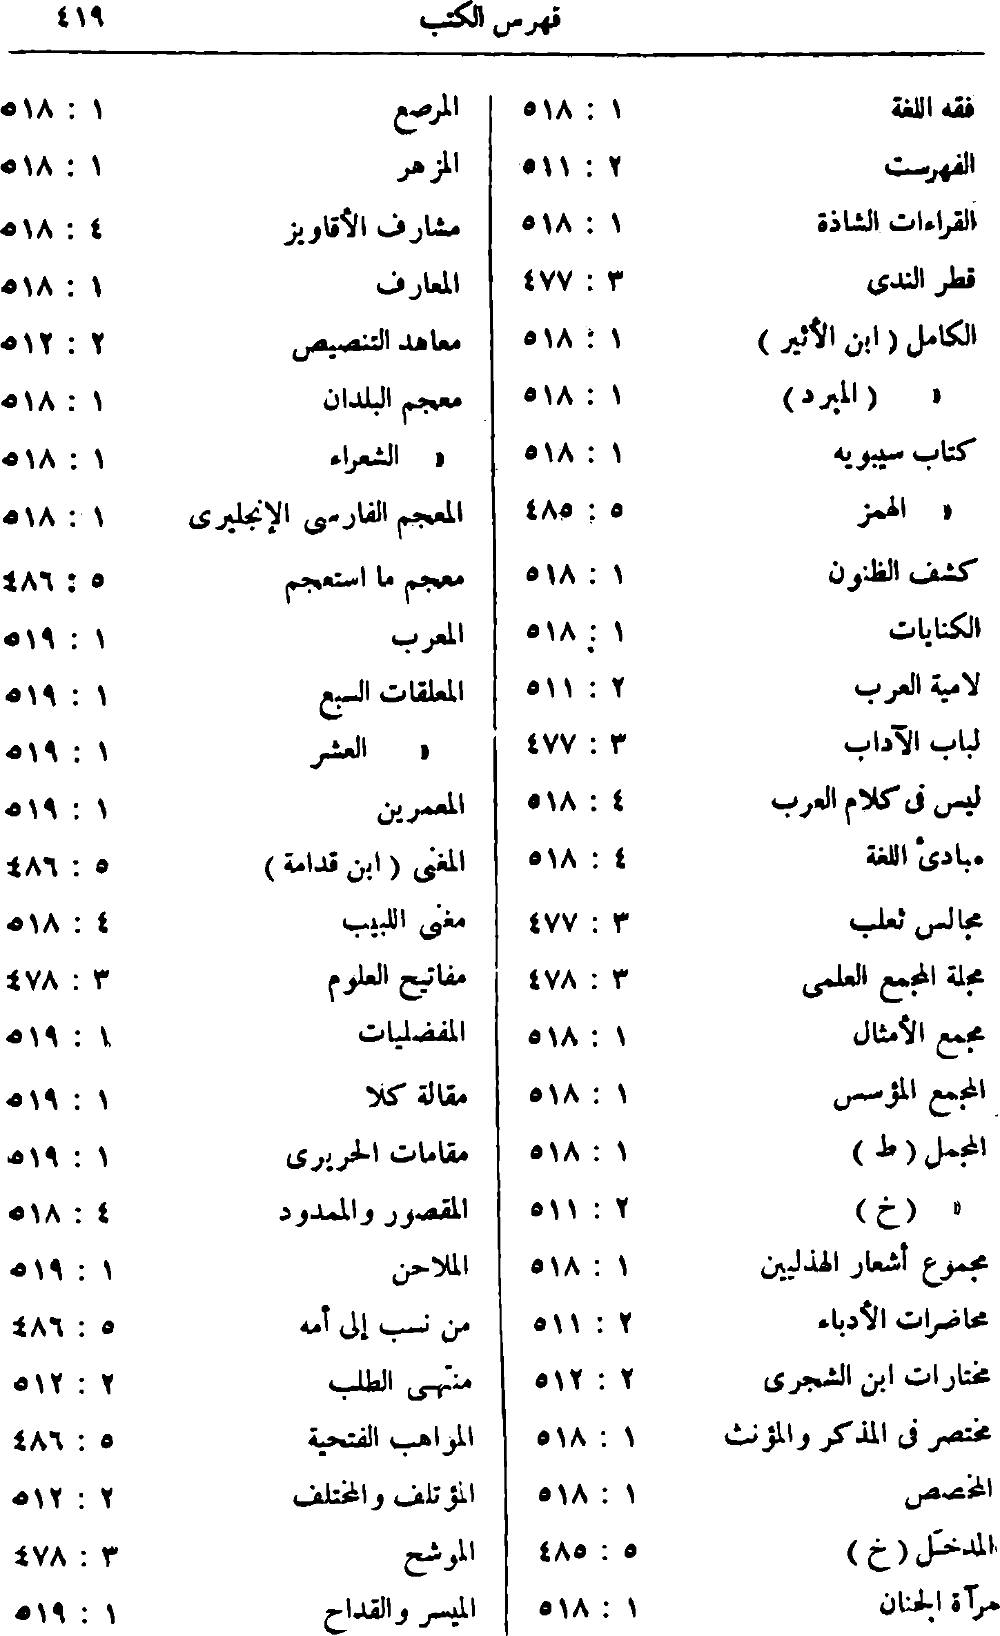 فهرس الكتب ٤١٩
فقه اللغة ١ : ٥١٨
الفهرست ٢ : ٥١١
القراءات الشاذة ١ : ٥١٨
قطر الندى ٣ : ٤٧٧
الكامل ( ابن الأثير ) ١ : ٥١٨
« ( المبرد ) ١ : ٥١٨
كتاب سيبويه ١ : ٥١٨
« الهمز ٥ : ٤٨٥
كشف الظنون ١ : ٥١٨
الكنايات ١ : ٥١٨
لامية العرب ٢ : ٥١١
لباب الآداب ٣ : ٤٧٧
ليس فى كلام العرب ٤ : ٥١٨
مبادئ اللغة ٤ : ٥١٨
مجالس ثعلب ٣ : ٤٧٧
مجلة المجمع العلمى ٣ : ٤٧٨
مجمع الأمثال ١ : ٥١٨
المجمع المؤسس ١ : ٥١٨
المجمل ( ط ) ١ : ٥١٨
« ( خ ) ٢ : ٥١١
مجموع أشعار الهذليين ١ : ٥١٨
محاضرات الأدباء ٢ : ٥١١
مختارات ابن الشجرى ٢ : ٥١٢
مختصر فى المذكر والمؤنث ١ : ٥١٨
المخصص ١ : ٥١٨
المدخل ( خ ) ٥ : ٤٨٥
مرآة الجنان ١ : ٥١٨
المرصع ١ : ٥١٨
المزهر ١ : ٥١٨
مشارف الأقاويز ٤ : ٥١٨
المعارف ١ : ٥١٨
معاهد التنصيص ٢ : ٥١٢
معجم البلدان ١ : ٥١٨
« الشعراء ١ : ٥١٨
المعجم الفارسى الإنجليرى ١ : ٥١٨
معجم ما استعجم ٥ : ٤٨٦
المعرب ١ : ٥١٩
المعلقات السبع ١ : ٥١٩
« العشر ١ : ٥١٩
المعمرين ١ : ٥١٩
المغنى ( ابن قدامة ) ٥ : ٤٨٦
مغنى اللبيب ٤ : ٥١٨
مفاتيح العلوم ٣ : ٤٧٨
المفضليات ١ : ٥١٩
مقالة كلا ١ : ٥١٩
مقامات الحريرى ١ : ٥١٩
المقصور والممدود ٤ : ٥١٨
الملاحن ١ : ٥١٩
من نسب إلى أمه ٥ : ٤٨٦
منتهى الطلب ٢ : ٥١٢
المواهب الفتحية ٥ : ٤٨٦
المؤتلف والمختلف ٢ : ٥١٢
الموشح ٣ : ٤٧٨
الميسر والقداح ١ : ٥١٩